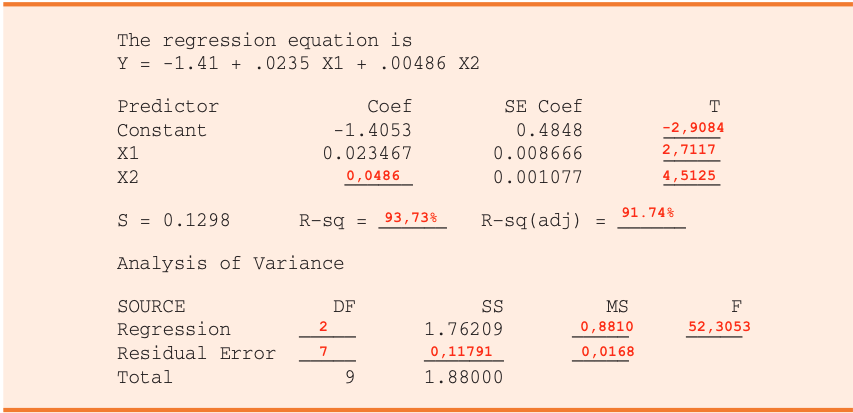 The regression equation is
Y = -1.41 + .0235 X1 + .00486 X2
Predictor Coef SE Coef T
Constant -1.4053 0.4848 -2,9084
X1 0.023467 0.008666 2,7117
X2 0,0486 0.001077 4,5125
S = 0.1298 R-sq = 93,73% R-sq(adj) = 91.74%
Analysis of Variance
SOURCE DF SS MS F
Regression 2 1.76209 0,8810 52,3053
Residual Error 7 0,11791 0,0168
Total 9 1.88000